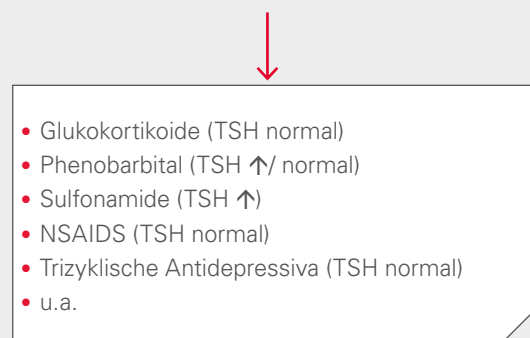 • Glukokortikoide (TSH normal)
• Phenobarbital (TSH ↑/ normal)
• Sulfonamide (TSH ↑)
• NSAIDS (TSH normal)
• Trizyklische Antidepressiva (TSH normal)
• u.a.